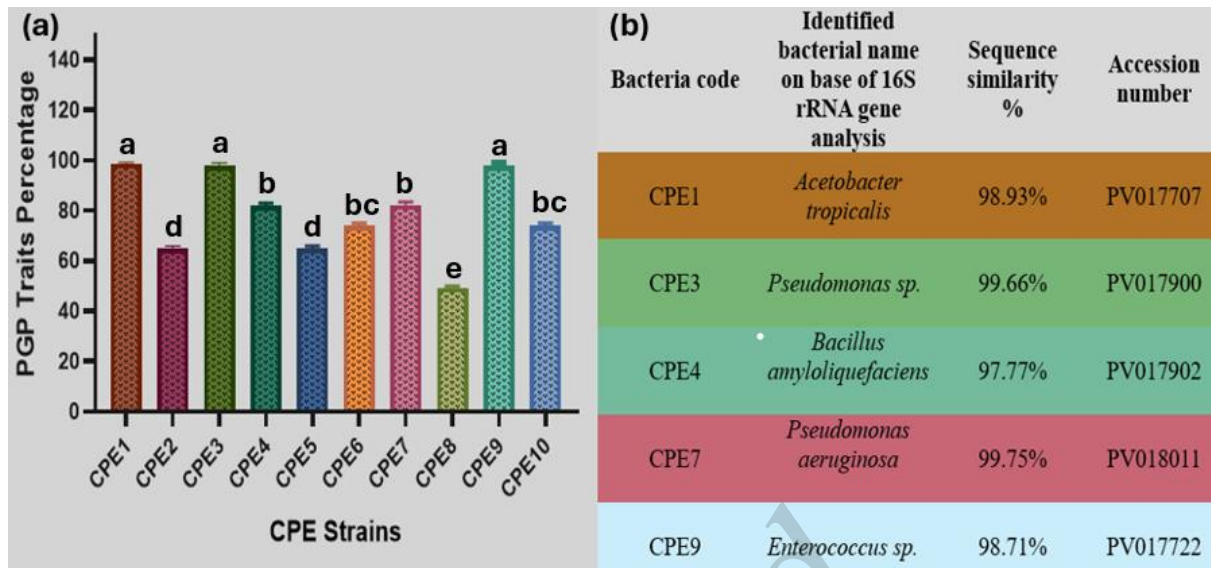 (a)
PGP Traits Percentage
140
120
100
80
60
40
20
0
a
d
a
b
d
bc
b
e
a
bc
CPE1
CPE2
CPE3
CPE4
CPE5
CPE6
CPE7
CPE8
CPE9
CPE10
CPE Strains
(b)
Bacteria code
Identified
bacterial name
on base of 16S
rRNA gene
analysis
Sequence
similarity
%
Accession
number
CPE1
Acetobacter
tropicalis
98.93%
PV017707
CPE3
Pseudomonas sp.
99.66%
PV017900
CPE4
Bacillus
amyloliquefaciens
97.77%
PV017902
CPE7
Pseudomonas
aeruginosa
99.75%
PV018011
CPE9
Enterococcus sp.
98.71%
PV017722